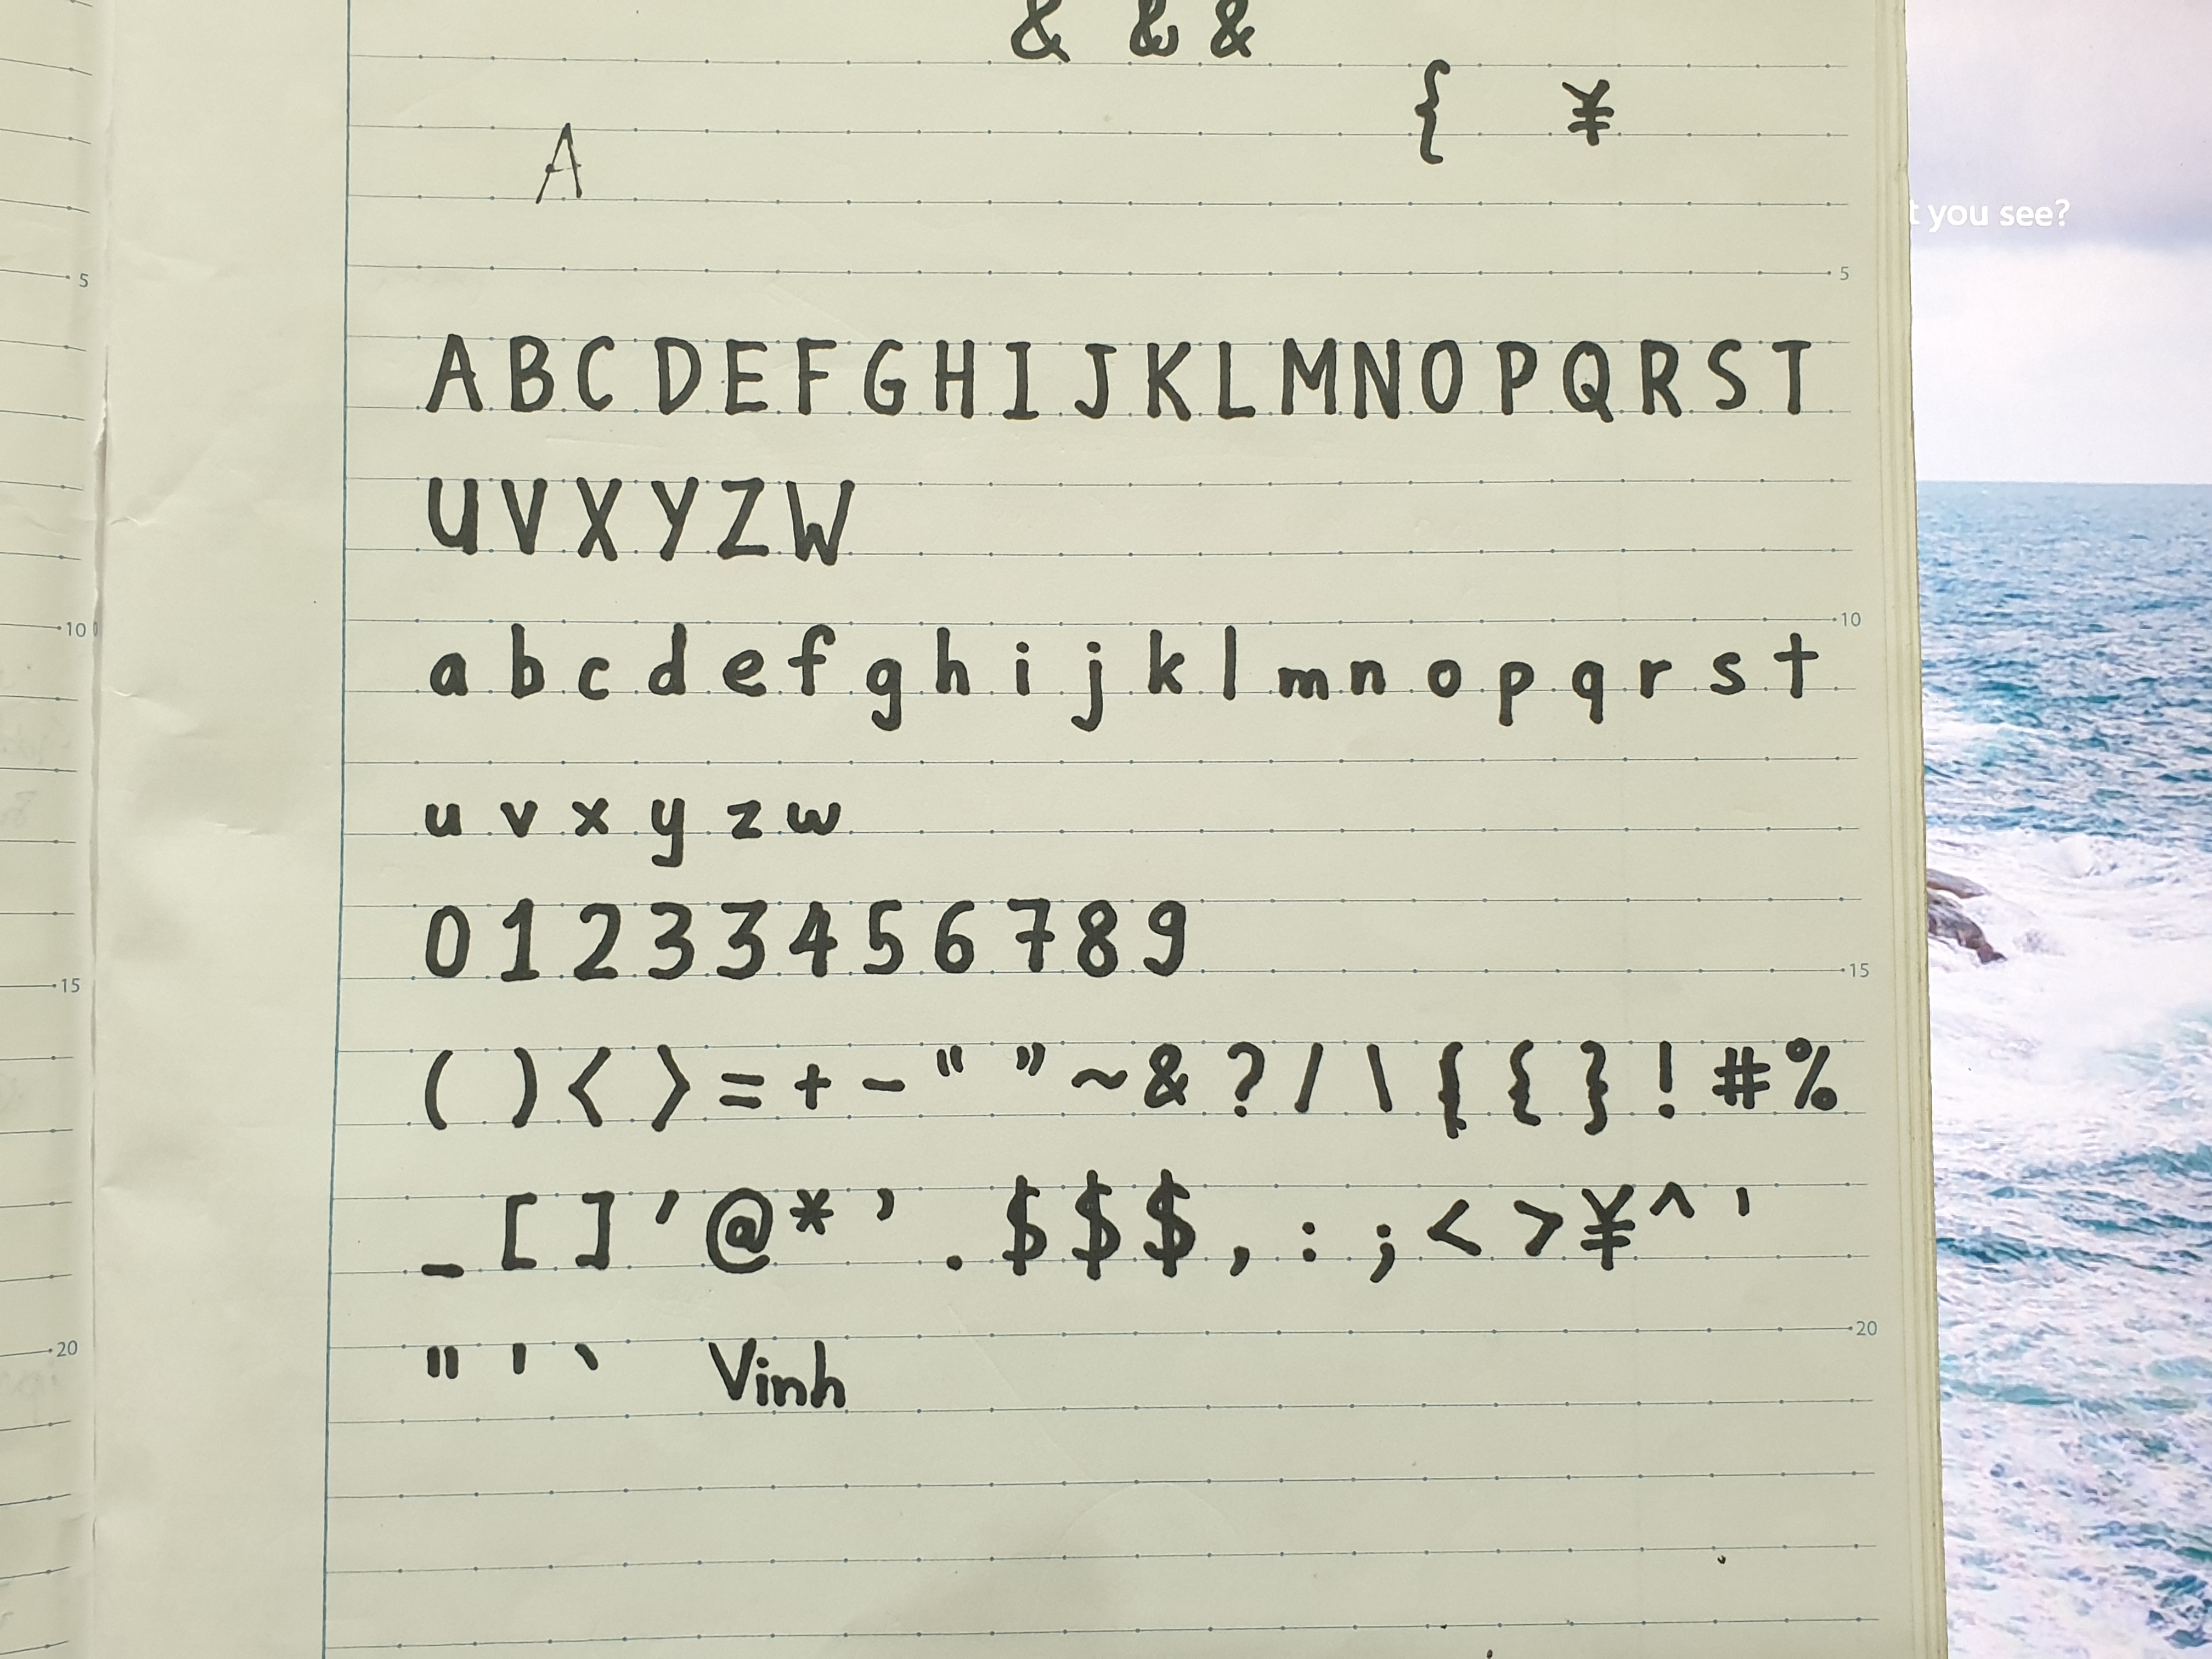 & & &
{ ¥
A
t you see?
5 5
A B C D E F G H I J K L M N O P Q R S T
U V X Y Z W
10 10
a b c d e f g h i j k l m n o p q r s t
u v x y z w
0 1 2 3 3 4 5 6 7 8 9
15 15
( ) < > = + - “ ” ~ & ? / \ { { } ! # %
_ [ ] ′ @ * ’ . $ $ $ , : ; < > ¥ ^ '
20 20
" ' ` Vinh